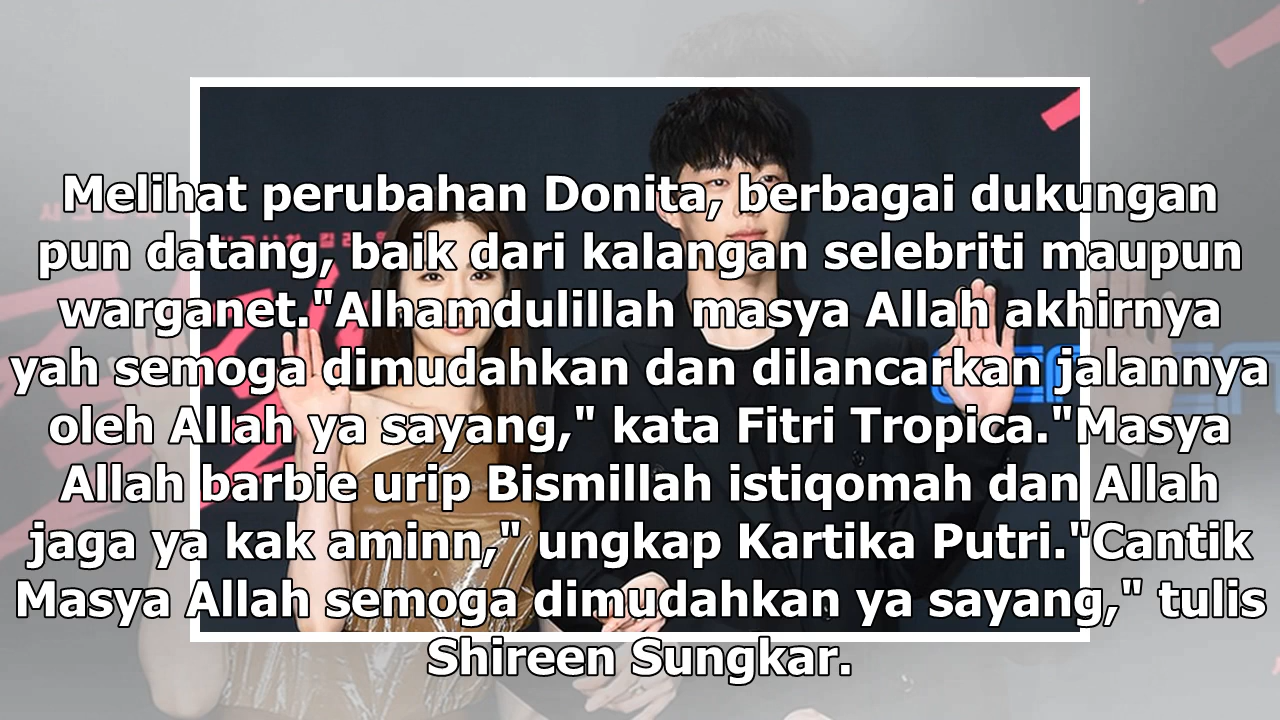 Melihat perubahan Donita, berbagai dukungan
pun datang, baik dari kalangan selebriti maupun
warganet."Alhamdulillah masya Allah akhirnya
yah semoga dimudahkan dan dilancarkan jalannya
oleh Allah ya sayang," kata Fitri Tropica."Masya
Allah barbie urip Bismillah istiqomah dan Allah
jaga ya kak aminn," ungkap Kartika Putri."Cantik
Masya Allah semoga dimudahkan ya sayang," tulis
Shireen Sungkar.